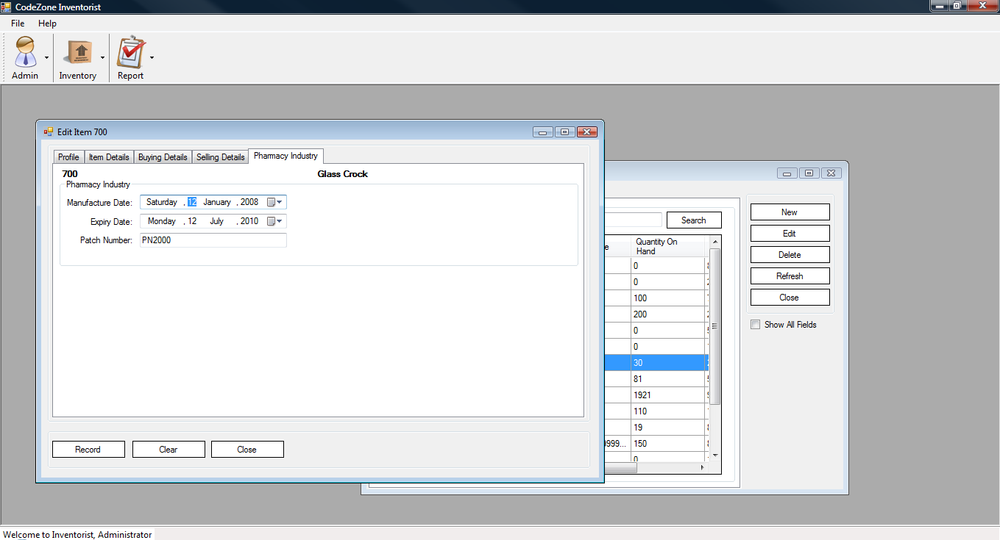 CodeZone Inventorist
File Help
Admin Inventory Report
Edit Item 700
Profile Item Details Buying Details Selling Details Pharmacy Industry
700 Glass Crock
Pharmacy Industry
Manufacture Date: Saturday , 12 January , 2008
Expiry Date: Monday , 12 July , 2010
Patch Number: PN2000
Record Clear Close
Search
Quantity On
Hand
0
0
100
200
0
0
30
81
1921
110
19
9999... 150
0
New
Edit
Delete
Refresh
Close
Show All Fields
Welcome to Inventorist, Administrator